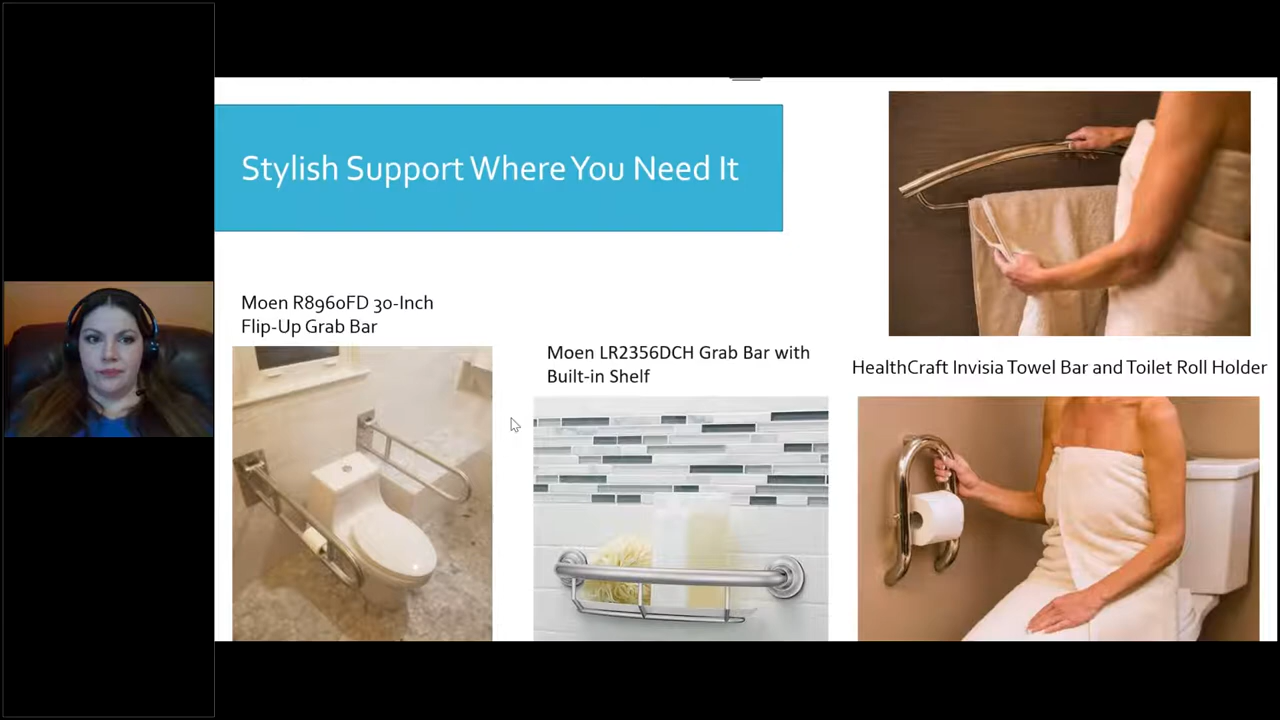 Stylish Support Where You Need It
Moen R8960FD 30-Inch
Flip-Up Grab Bar
Moen LR2356DCH Grab Bar with
Built-in Shelf
HealthCraft Invisia Towel Bar and Toilet Roll Holder